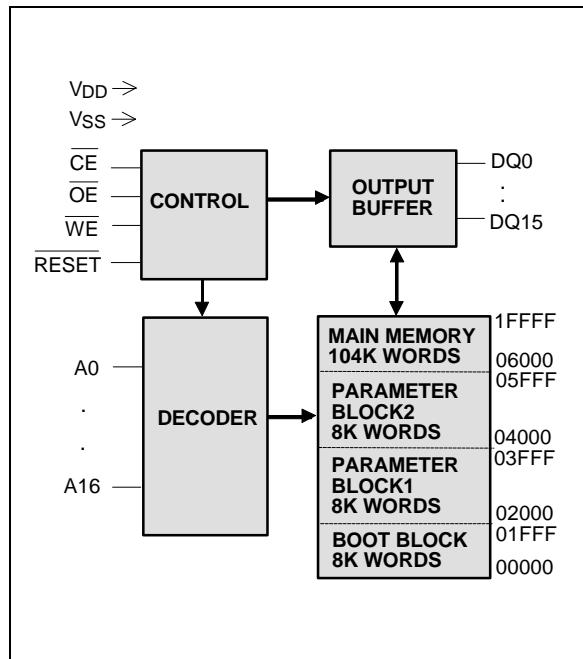 VDD
VSS
CE
OE
WE
RESET
CONTROL
OUTPUT
BUFFER
DQ0
:
DQ15
A0
.
.
A16
DECODER
MAIN MEMORY
104K WORDS
PARAMETER
BLOCK2
8K WORDS
PARAMETER
BLOCK1
8K WORDS
BOOT BLOCK
8K WORDS
1FFFF
06000
05FFF
04000
03FFF
02000
01FFF
00000